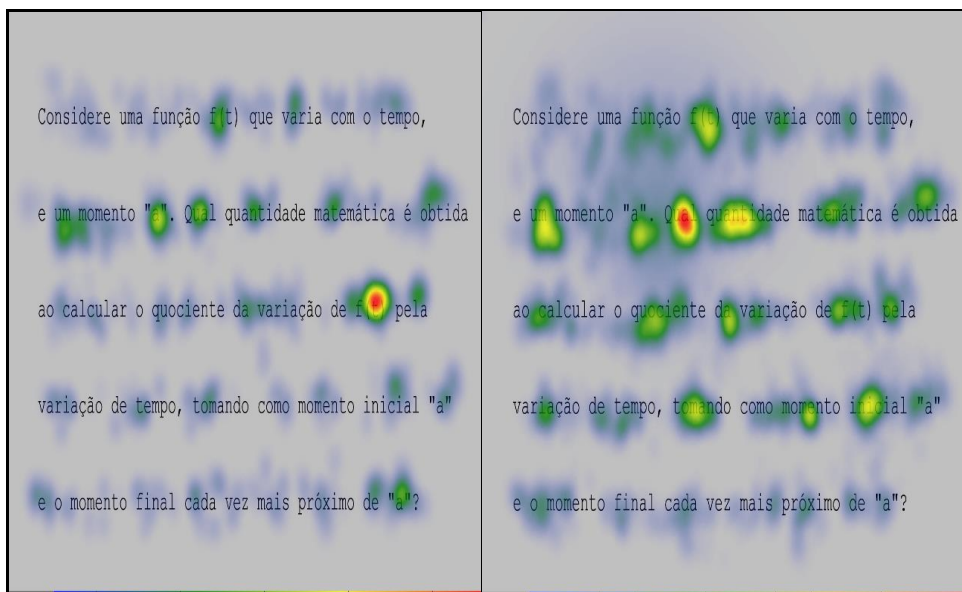 Considere uma função f(t) que varia com o tempo,
e um momento "a". Qual quantidade matemática é obtida
ao calcular o quociente da variação de f(t) pela
variação de tempo, tomando como momento inicial "a"
e o momento final cada vez mais próximo de "a"?
Considere uma função f(t) que varia com o tempo,
e um momento "a". Qual quantidade matemática é obtida
ao calcular o quociente da variação de f(t) pela
variação de tempo, tomando como momento inicial "a"
e o momento final cada vez mais próximo de "a"?